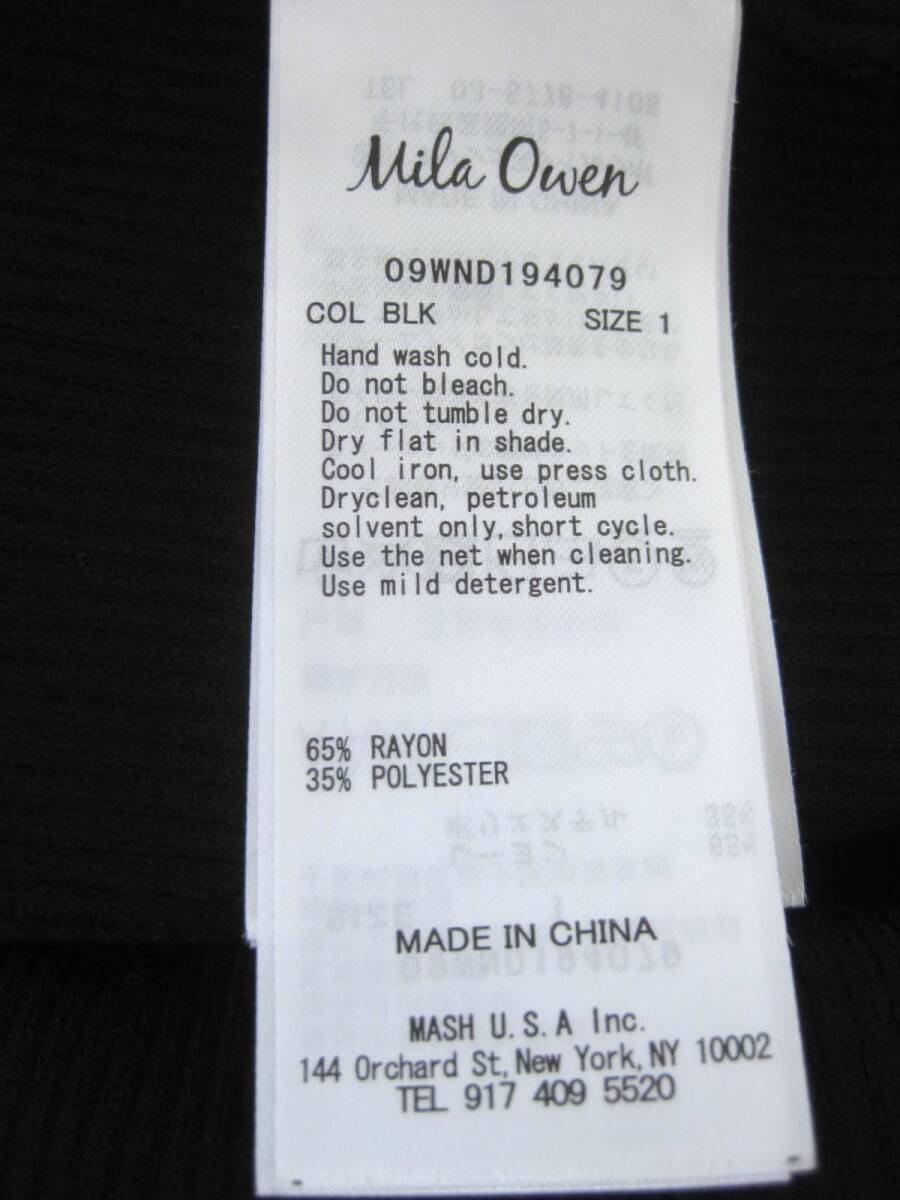 Mila Owen
09WND194079
COL BLK SIZE 1
Hand wash cold.
Do not bleach.
Do not tumble dry.
Dry flat in shade.
Cool iron, use press cloth.
Dryclean, petroleum
solvent only, short cycle.
Use the net when cleaning.
Use mild detergent.
65% RAYON
35% POLYESTER
MADE IN CHINA
MASH U.S.A Inc.
144 Orchard St, New York, NY 10002
TEL 917 409 5520